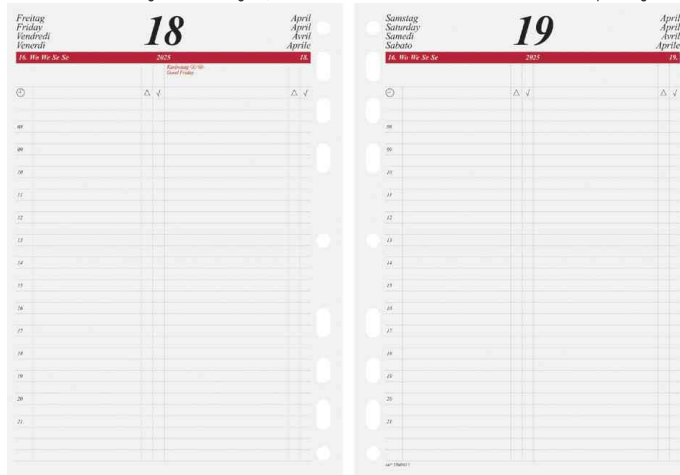 Freitag
Friday
Vendredi
Venerdì
18
April
April
Avril
Aprile
16. Wo We Se Se 2025 18.
Karfreitag
Good Friday
08
09
10
11
12
13
14
15
16
17
18
19
20
21
Samstag
Saturday
Samedi
Sabato
19
April
April
Avril
Aprile
16. Wo We Se Se 2025 19.
08
09
10
11
12
13
14
15
16
17
18
19
20
21